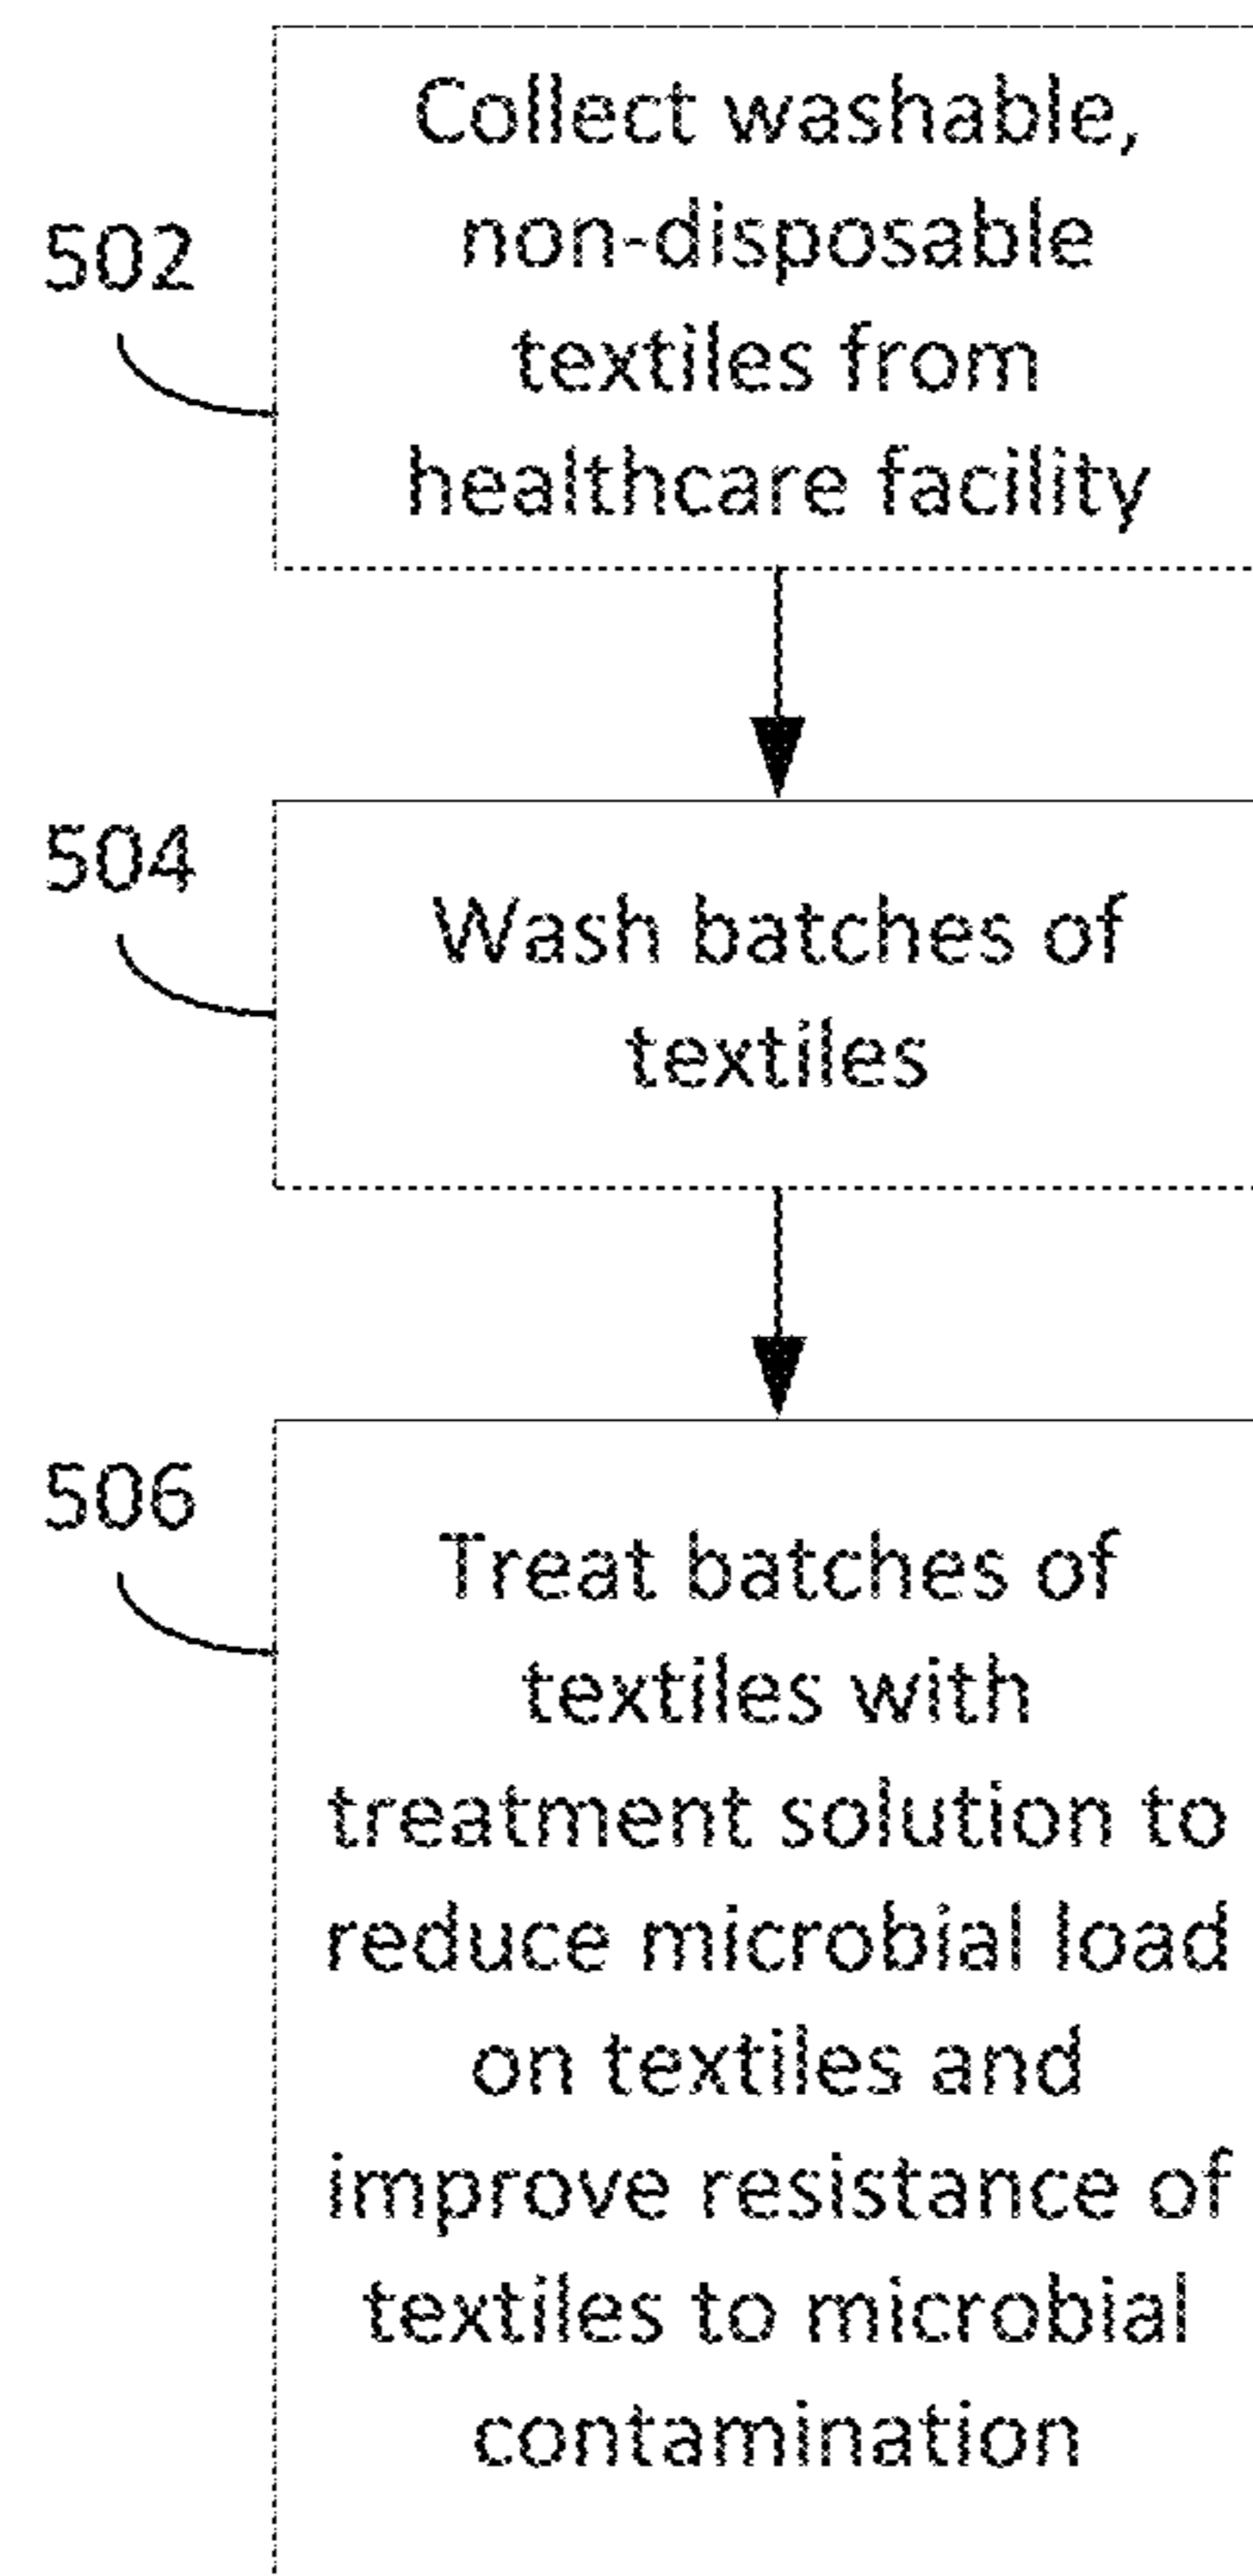 Collect washable,
non-disposable
textiles from
healthcare facility
502
Wash batches of
textiles
504
Treat batches of
textiles with
treatment solution to
reduce microbial load
on textiles and
improve resistance of
textiles to microbial
contamination
506